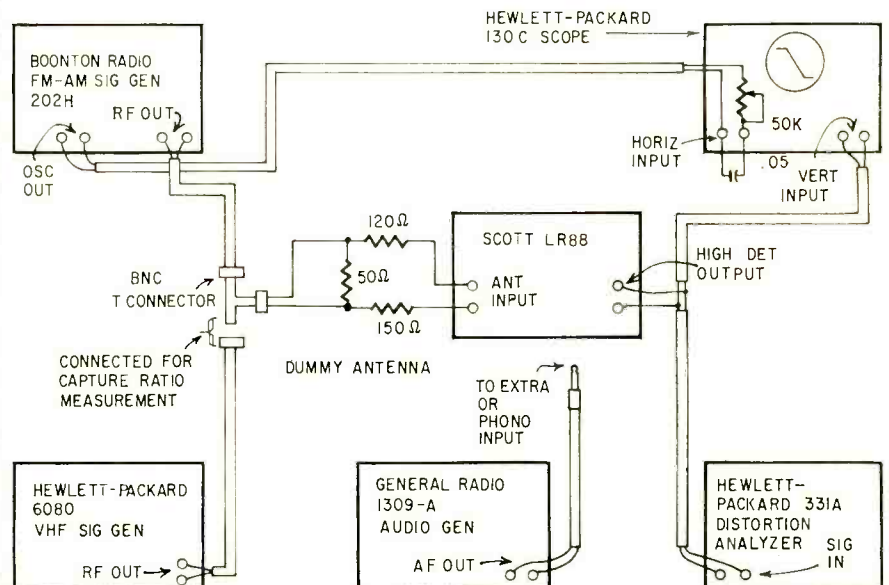 HEWLETT-PACKARD
130C SCOPE
BOONTON RADIO
FM-AM SIG GEN
202H
RF OUT
OSC
OUT
50K
HORIZ
INPUT
.05
VERT
INPUT
120Ω
SCOTT LR88
HIGH DET
OUTPUT
BNC
T CONNECTOR
50Ω
ANT
INPUT
150Ω
CONNECTED FOR
CAPTURE RATIO
MEASUREMENT
DUMMY ANTENNA
TO EXTRA
OR
PHONO
INPUT
HEWLETT-PACKARD
6080
VHF SIG GEN
RF OUT
GENERAL RADIO
1309-A
AUDIO GEN
AF OUT
HEWLETT-
PACKARD 331A
DISTORTION
ANALYZER
SIG
IN